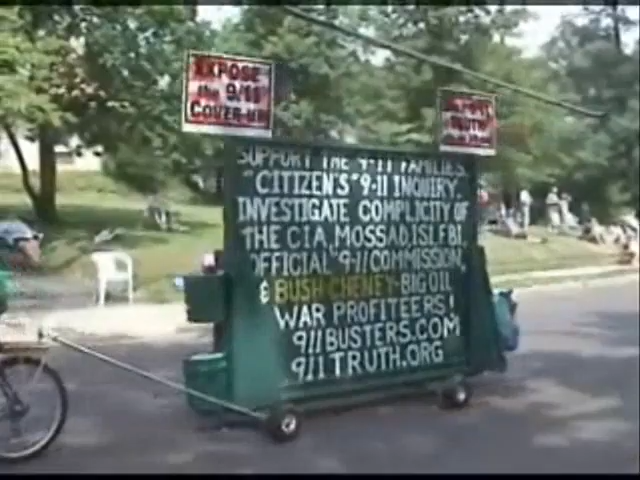 EXPOSE
the 9/11
COVER-UP
SUPPORT THE 9-11 FAMILIES.
"CITIZEN'S" 9-11 INQUIRY.
INVESTIGATE COMPLICITY OF
THE CIA, MOSSAD, ISI, FBI,
"OFFICIAL" 9-11 COMMISSION,
& BUSH-CHENEY-BIG OIL
WAR PROFITEERS!
911BUSTERS.COM
911TRUTH.ORG